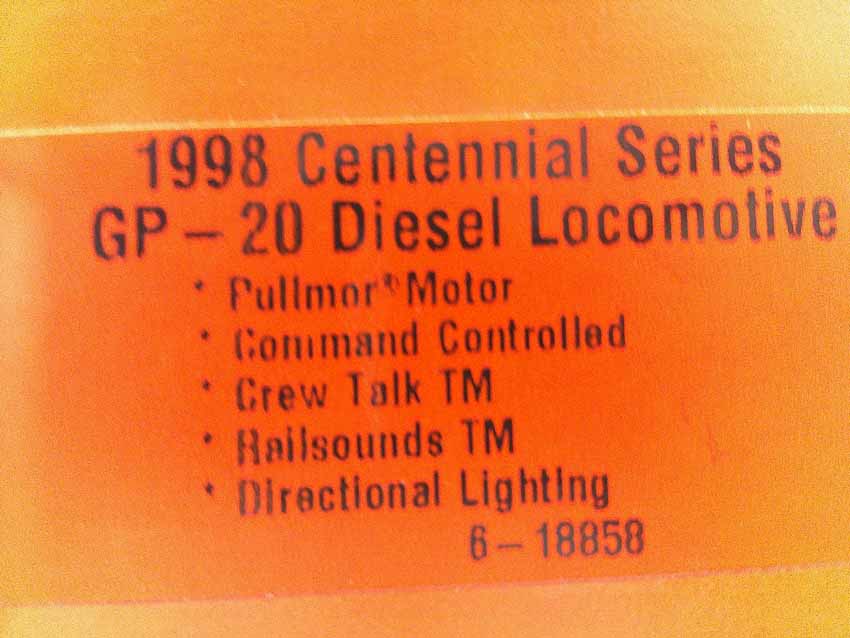 1998 Centennial Series
GP - 20 Diesel Locomotive
* Pullmor® Motor
* Command Controlled
* Crew Talk TM
* Railsounds TM
* Directional Lighting
6 - 18858